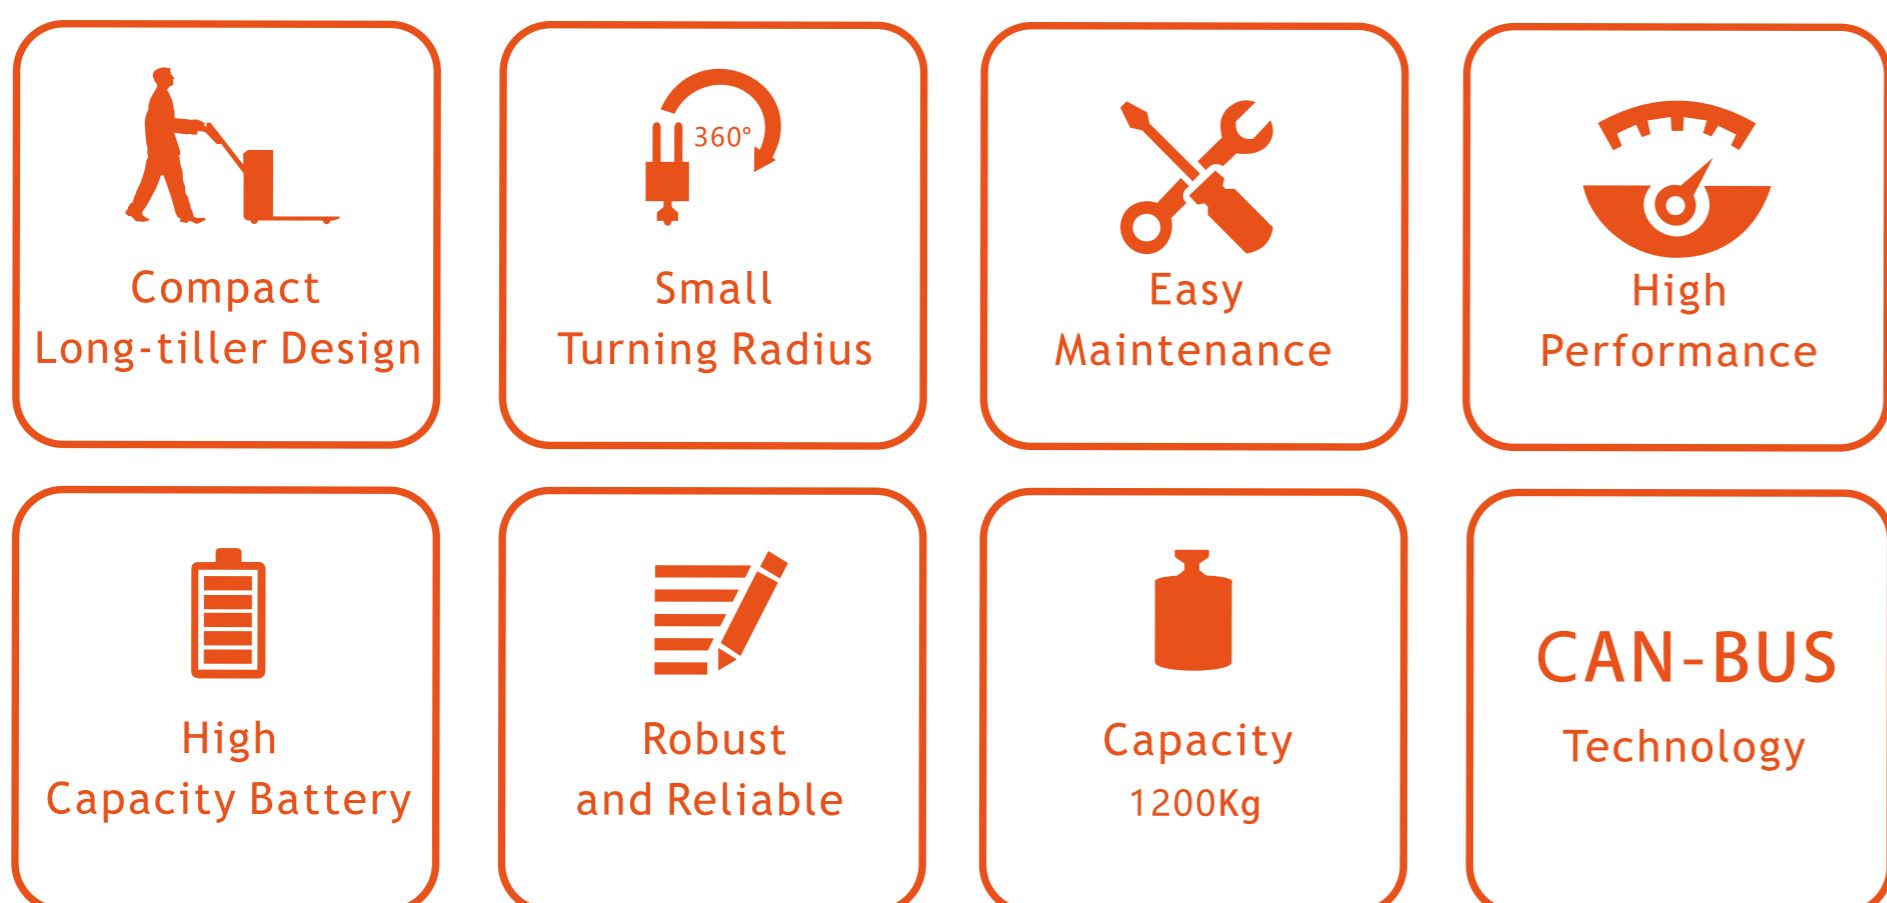 360°
Compact
Long-tiller Design
Small
Turning Radius
Easy
Maintenance
High
Performance
High
Capacity Battery
Robust
and Reliable
Capacity
1200Kg
CAN-BUS
Technology